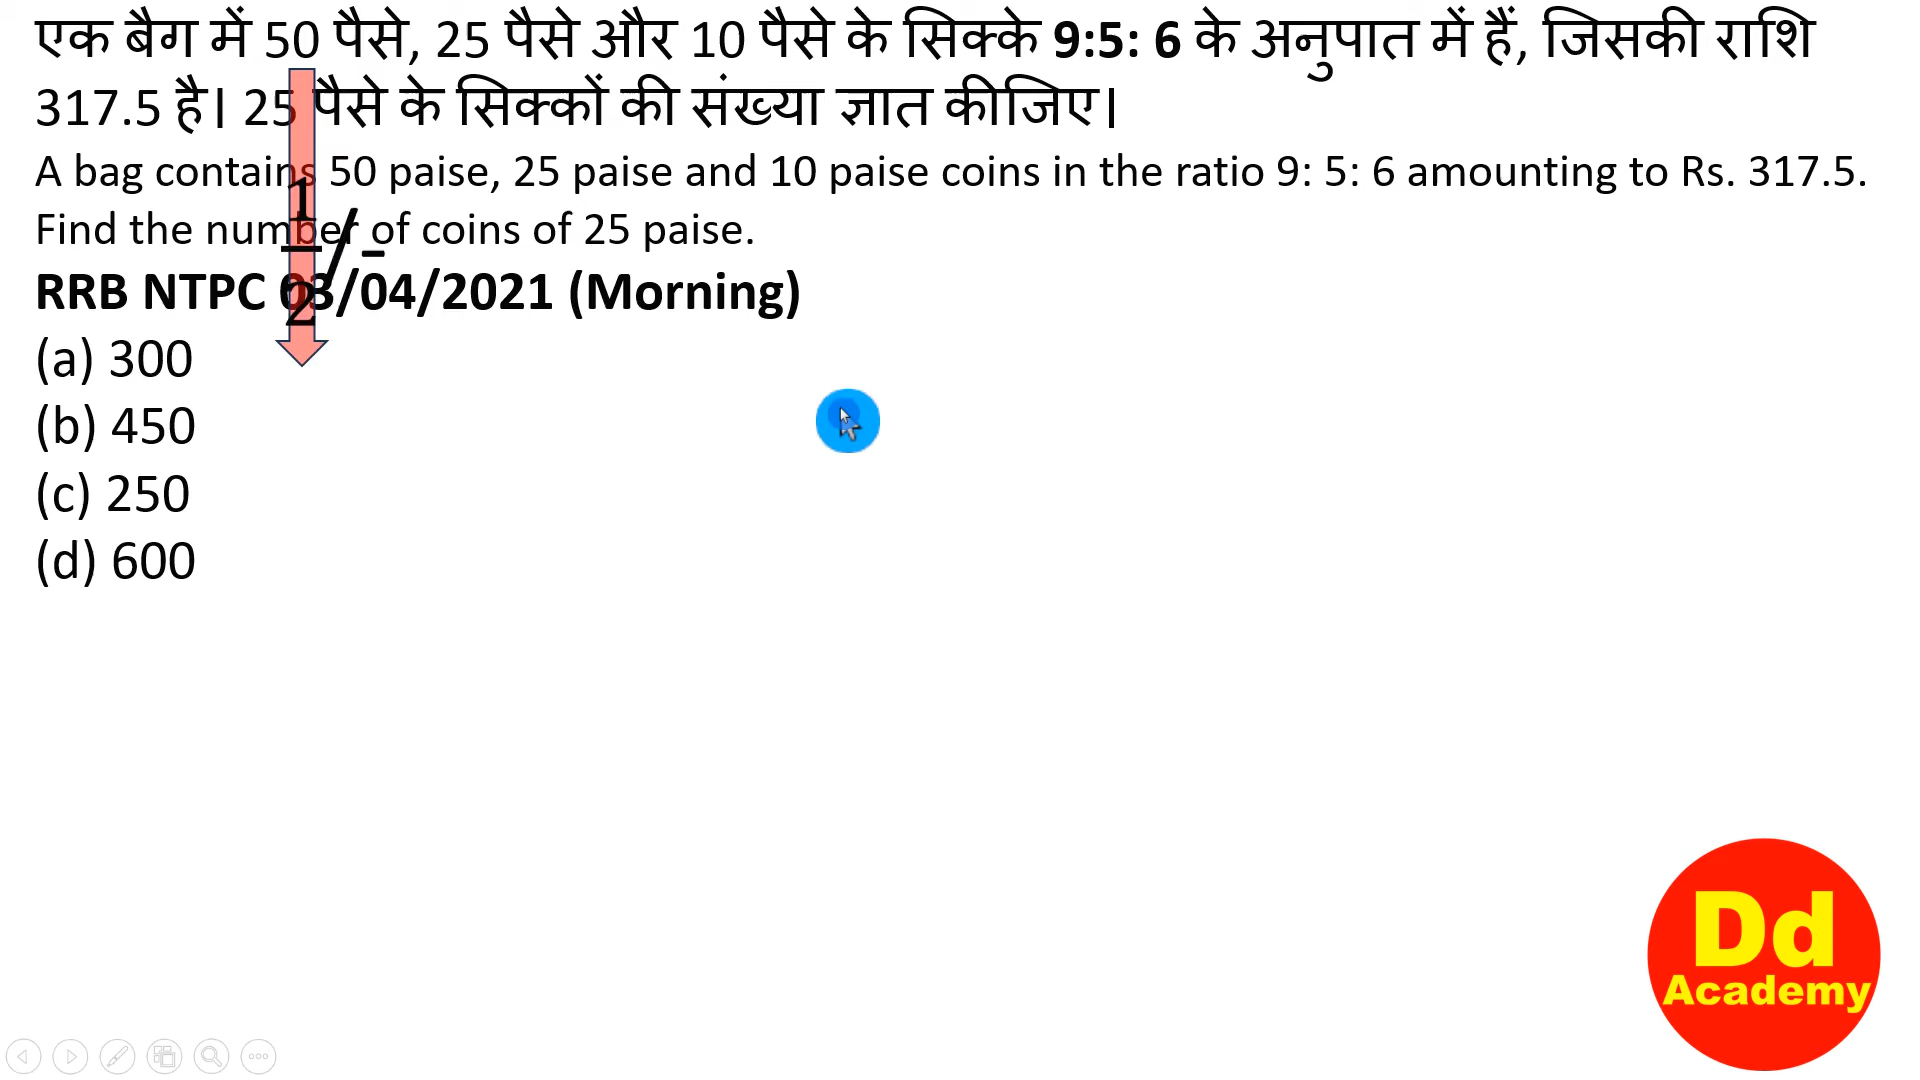 एक बैग में 50 पैसे, 25 पैसे और 10 पैसे के सिक्के 9:5: 6 के अनुपात में हैं, जिसकी राशि
317.5 है। 25 पैसे के सिक्कों की संख्या ज्ञात कीजिए।
A bag contains 50 paise, 25 paise and 10 paise coins in the ratio 9: 5: 6 amounting to Rs. 317.5.
Find the number of coins of 25 paise.
1
2
/-
RRB NTPC 03/04/2021 (Morning)
(a) 300
(b) 450
(c) 250
(d) 600
Dd
Academy